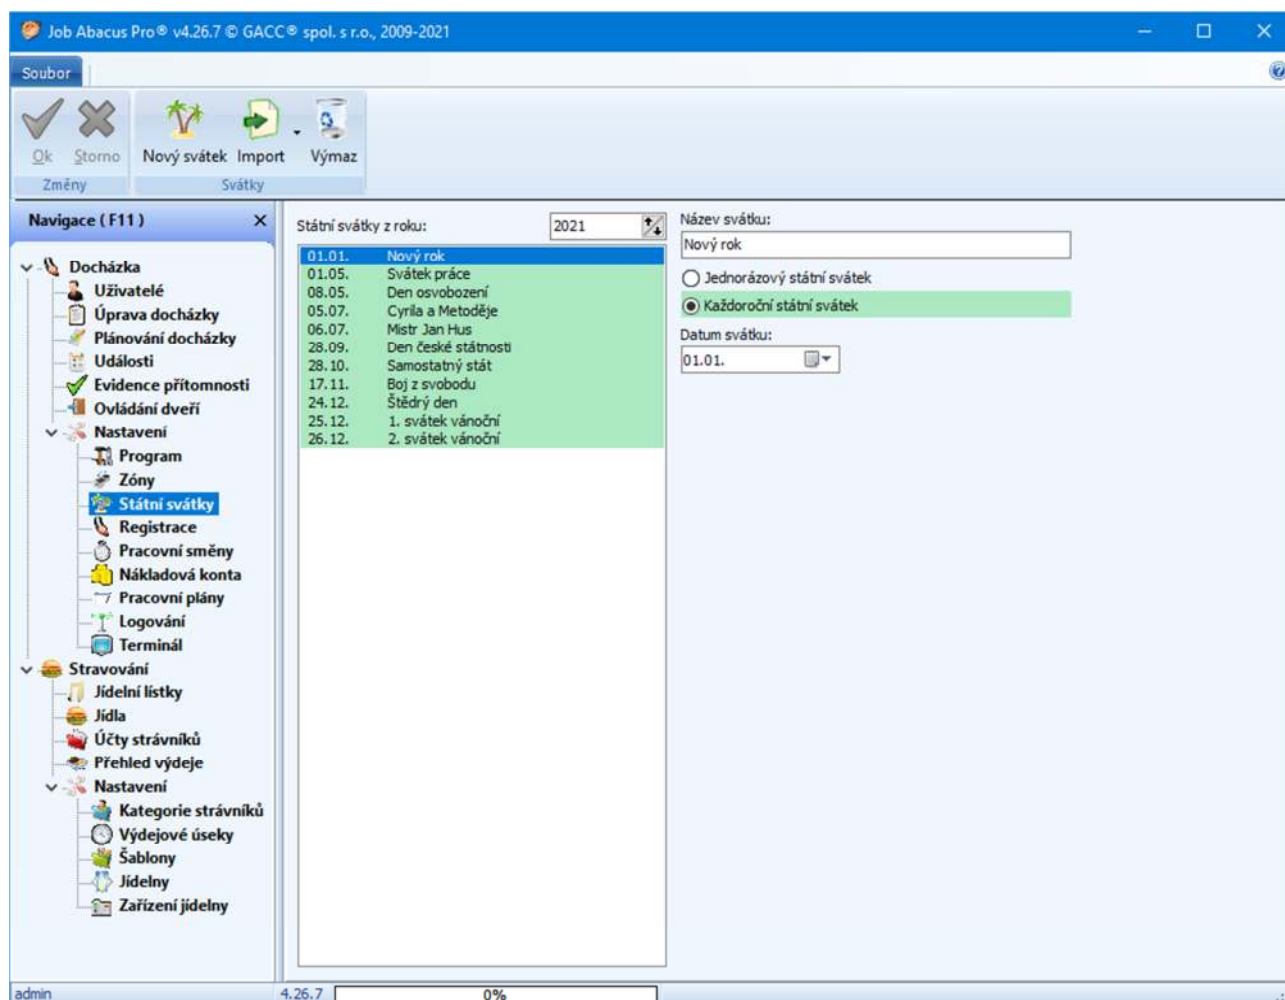 Job Abacus Pro® v4.26.7 © GACC® spol. s r.o., 2009-2021
Soubor
Ok Storno Nový svátek Import Výmaz
Změny Svátky
Navigace ( F11 )
Docházka
Uživatelé
Úprava docházky
Plánování docházky
Události
Evidence přítomnosti
Ovládání dveří
Nastavení
Program
Zóny
Státní svátky
Registrace
Pracovní směny
Nákladová konta
Pracovní plány
Logování
Terminál
Stravování
Jídelní lístky
Jídla
Účty strávníků
Přehled výdeje
Nastavení
Kategorie strávníků
Výdejové úseky
Šablony
Jídelny
Zařízení jídelny
Státní svátky z roku: 2021
01.01. Nový rok
01.05. Svátek práce
08.05. Den osvobození
05.07. Cyrila a Metoděje
06.07. Mistr Jan Hus
28.09. Den české státnosti
28.10. Samostatný stát
17.11. Boj z svobodu
24.12. Štědrý den
25.12. 1. svátek vánoční
26.12. 2. svátek vánoční
Název svátku:
Nový rok
Jednorázový státní svátek
Každoroční státní svátek
Datum svátku:
01.01.
admin 4.26.7 0%